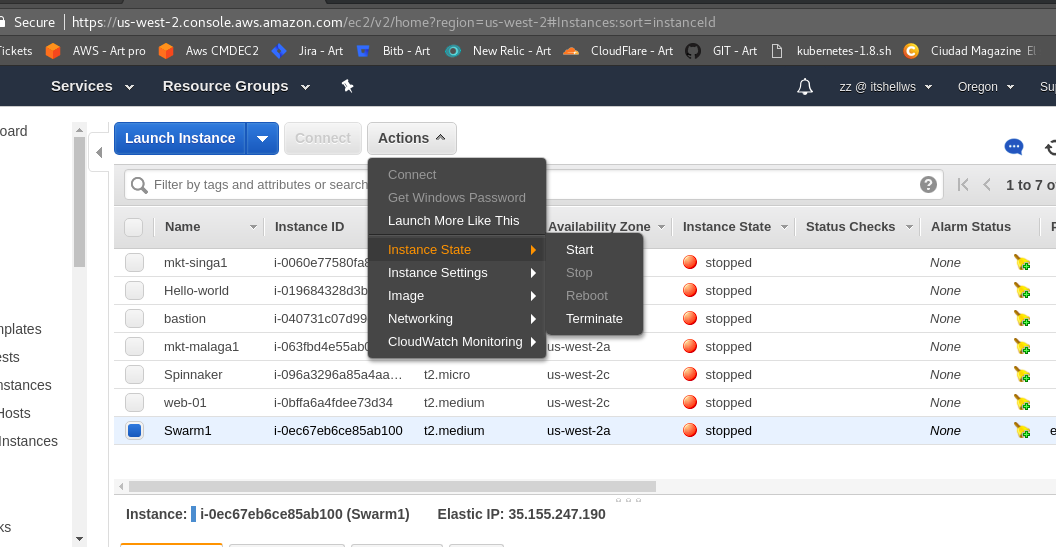 Secure https://us-west-2.console.aws.amazon.com/ec2/v2/home?region=us-west-2#Instances:sort=instanceId
Tickets AWS - Art pro Aws CMDEC2 Jira - Art Bitb - Art New Relic - Art CloudFlare - Art GIT - Art kubernetes-1.8.sh Ciudad Magazine El
Services Resource Groups zz @ itshellws Oregon Sup
oard
Launch Instance Connect Actions
Connect
Filter by tags and attributes or search 1 to 7 o
Get Windows Password
Launch More Like This
Name Instance ID Availability Zone Instance State Status Checks Alarm Status
Instance State Start
mkt-singa1 i-0060e77580fa8 stopped None
Instance Settings Stop
Hello-world i-019684328d3b stopped None
Image Reboot
bastion i-040731c07d99 stopped None
Networking Terminate
mplates
mkt-malaga1 i-063fbd4e55ab0 us-west-2a stopped None
CloudWatch Monitoring
ests
Spinnaker i-096a3296a85a4aa… t2.micro us-west-2c stopped None
nstances
web-01 i-0bffa6a4fdee73d34 t2.medium us-west-2c stopped None
Hosts
Swarm1 i-0ec67eb6ce85ab100 t2.medium us-west-2a stopped None e
Instances
Instance: i-0ec67eb6ce85ab100 (Swarm1) Elastic IP: 35.155.247.190
ks